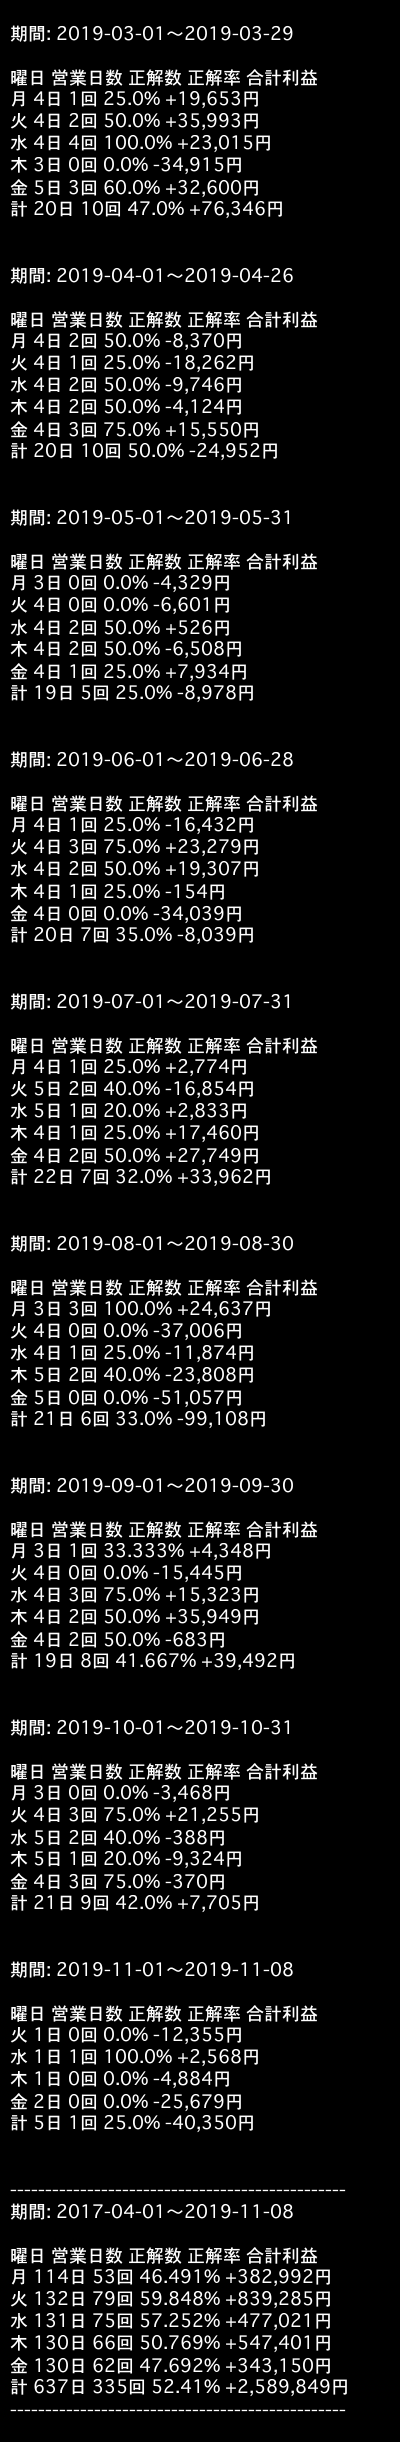 期間: 2019-03-01～2019-03-29
曜日 営業日数 正解数 正解率 合計利益
月 4日 1回 25.0% +19,653円
火 4日 2回 50.0% +35,993円
水 4日 4回 100.0% +23,015円
木 3日 0回 0.0% -34,915円
金 5日 3回 60.0% +32,600円
計 20日 10回 47.0% +76,346円
期間: 2019-04-01～2019-04-26
曜日 営業日数 正解数 正解率 合計利益
月 4日 2回 50.0% -8,370円
火 4日 1回 25.0% -18,262円
水 4日 2回 50.0% -9,746円
木 4日 2回 50.0% -4,124円
金 4日 3回 75.0% +15,550円
計 20日 10回 50.0% -24,952円
期間: 2019-05-01～2019-05-31
曜日 営業日数 正解数 正解率 合計利益
月 3日 0回 0.0% -4,329円
火 4日 0回 0.0% -6,601円
水 4日 2回 50.0% +526円
木 4日 2回 50.0% -6,508円
金 4日 1回 25.0% +7,934円
計 19日 5回 25.0% -8,978円
期間: 2019-06-01～2019-06-28
曜日 営業日数 正解数 正解率 合計利益
月 4日 1回 25.0% -16,432円
火 4日 3回 75.0% +23,279円
水 4日 2回 50.0% +19,307円
木 4日 1回 25.0% -154円
金 4日 0回 0.0% -34,039円
計 20日 7回 35.0% -8,039円
期間: 2019-07-01～2019-07-31
曜日 営業日数 正解数 正解率 合計利益
月 4日 1回 25.0% +2,774円
火 5日 2回 40.0% -16,854円
水 5日 1回 20.0% +2,833円
木 4日 1回 25.0% +17,460円
金 4日 2回 50.0% +27,749円
計 22日 7回 32.0% +33,962円
期間: 2019-08-01～2019-08-30
曜日 営業日数 正解数 正解率 合計利益
月 3日 3回 100.0% +24,637円
火 4日 0回 0.0% -37,006円
水 4日 1回 25.0% -11,874円
木 5日 2回 40.0% -23,808円
金 5日 0回 0.0% -51,057円
計 21日 6回 33.0% -99,108円
期間: 2019-09-01～2019-09-30
曜日 営業日数 正解数 正解率 合計利益
月 3日 1回 33.333% +4,348円
火 4日 0回 0.0% -15,445円
水 4日 3回 75.0% +15,323円
木 4日 2回 50.0% +35,949円
金 4日 2回 50.0% -683円
計 19日 8回 41.667% +39,492円
期間: 2019-10-01～2019-10-31
曜日 営業日数 正解数 正解率 合計利益
月 3日 0回 0.0% -3,468円
火 4日 3回 75.0% +21,255円
水 5日 2回 40.0% -388円
木 5日 1回 20.0% -9,324円
金 4日 3回 75.0% -370円
計 21日 9回 42.0% +7,705円
期間: 2019-11-01～2019-11-08
曜日 営業日数 正解数 正解率 合計利益
火 1日 0回 0.0% -12,355円
水 1日 1回 100.0% +2,568円
木 1日 0回 0.0% -4,884円
金 2日 0回 0.0% -25,679円
計 5日 1回 25.0% -40,350円
------------------------------------------------
期間: 2017-04-01～2019-11-08
曜日 営業日数 正解数 正解率 合計利益
月 114日 53回 46.491% +382,992円
火 132日 79回 59.848% +839,285円
水 131日 75回 57.252% +477,021円
木 130日 66回 50.769% +547,401円
金 130日 62回 47.692% +343,150円
計 637日 335回 52.41% +2,589,849円
------------------------------------------------